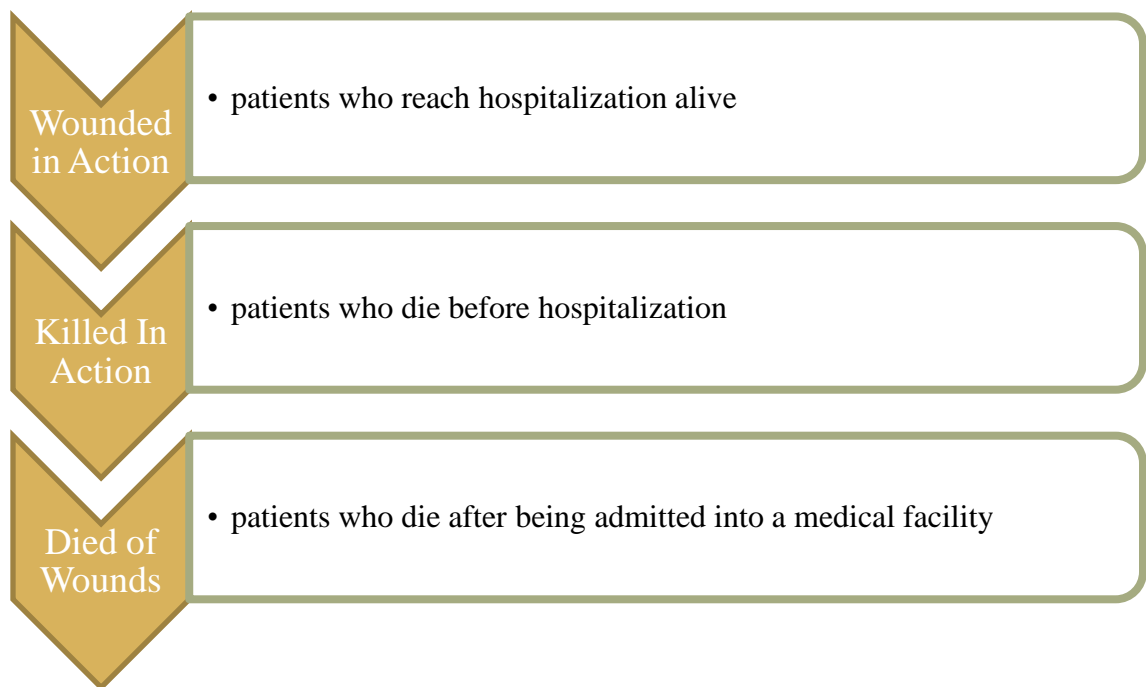 Wounded
in Action
• patients who reach hospitalization alive
Killed In
Action
• patients who die before hospitalization
Died of
Wounds
• patients who die after being admitted into a medical facility